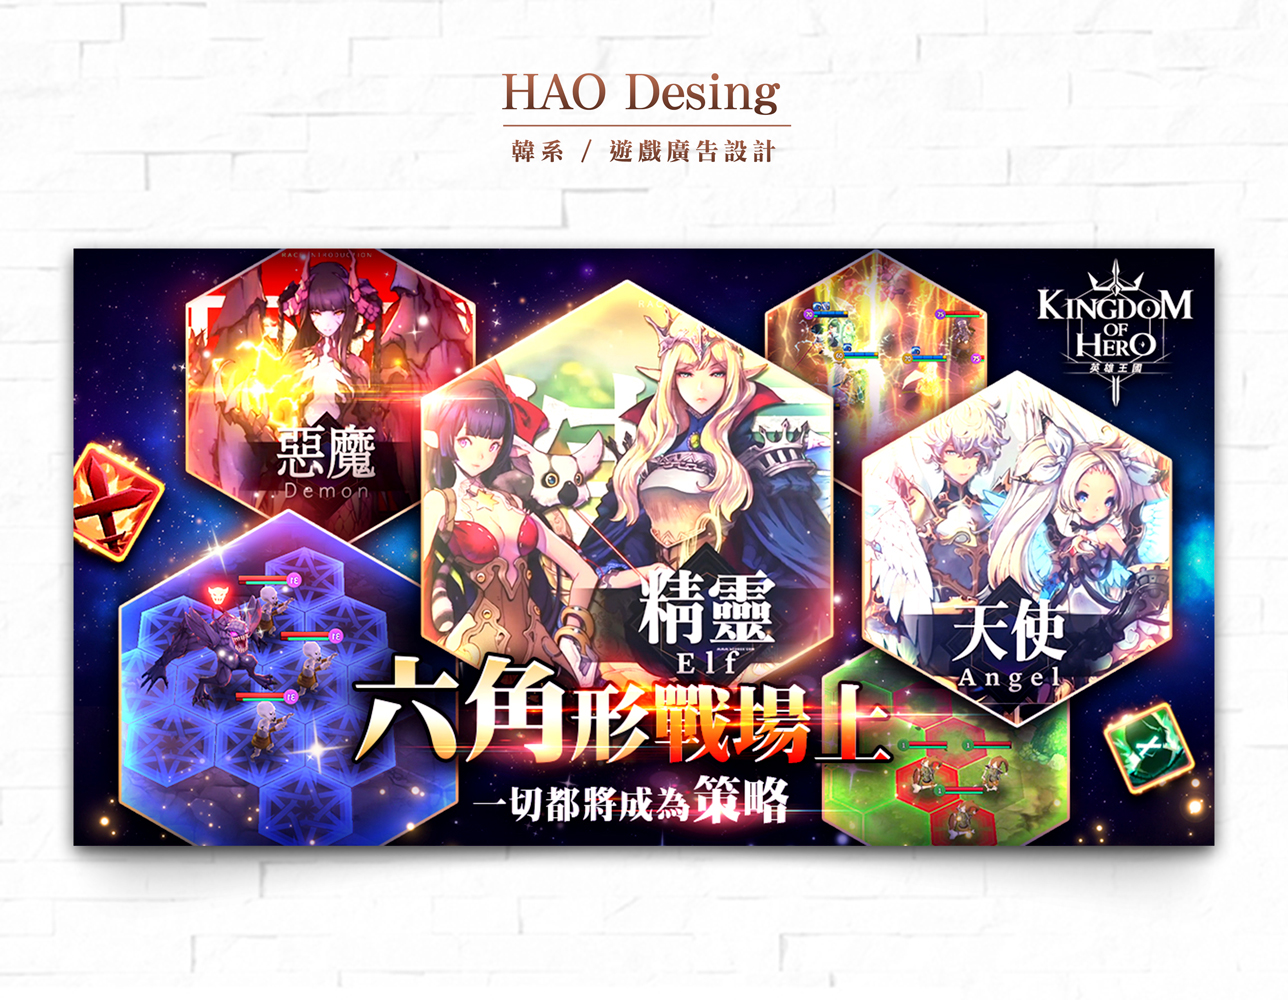 HAO Desing
韓系 / 遊戲廣告設計
RACE INTRODUCTION
KINGDOM
OF
HERO
英雄王國
惡魔
Demon
精靈
Elf
天使
Angel
六角形戰場上
一切都將成為策略